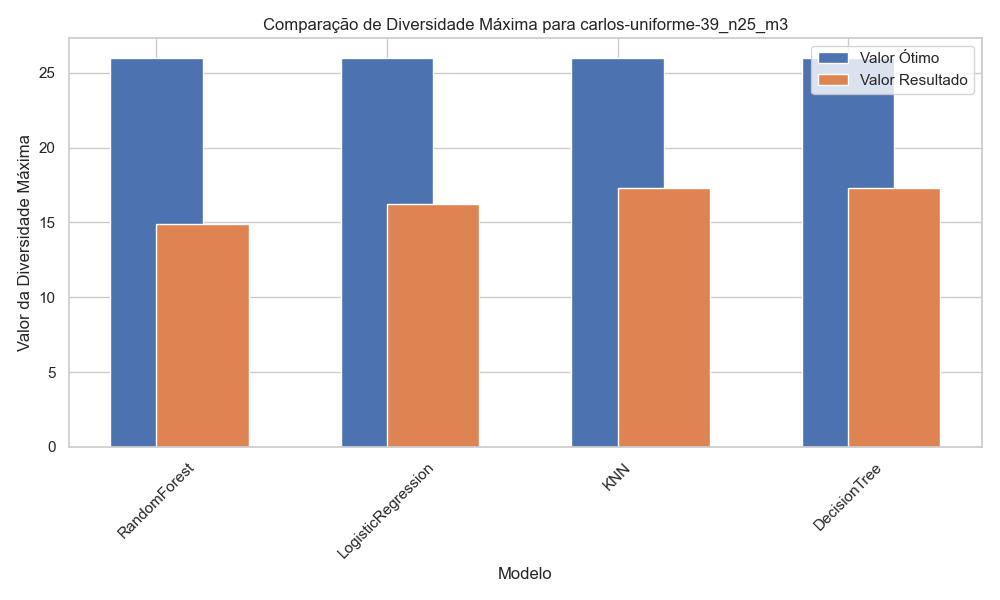 Comparação de Diversidade Máxima para carlos-uniforme-39_n25_m3
Valor Ótimo
Valor Resultado
Valor da Diversidade Máxima
25
20
15
10
5
0
RandomForest
LogisticRegression
KNN
DecisionTree
Modelo